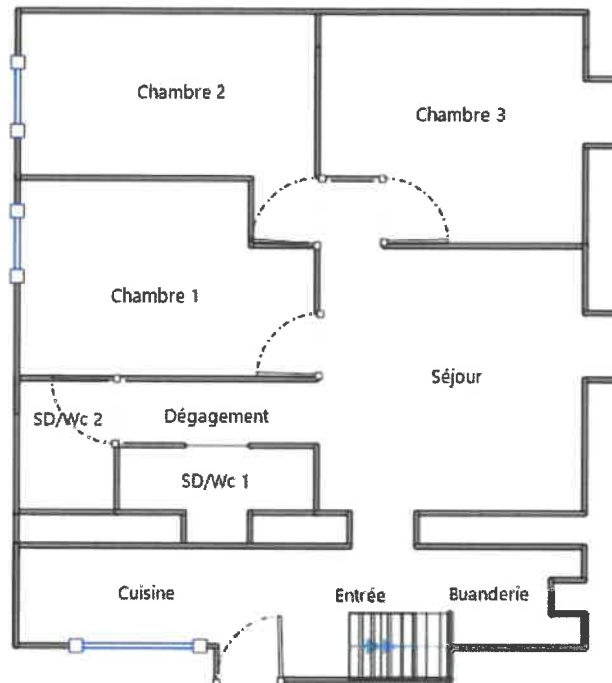 Chambre 2
Chambre 3
Chambre 1
Séjour
SD/Wc 2
Dégagement
SD/Wc 1
Cuisine
Entrée
Buanderie